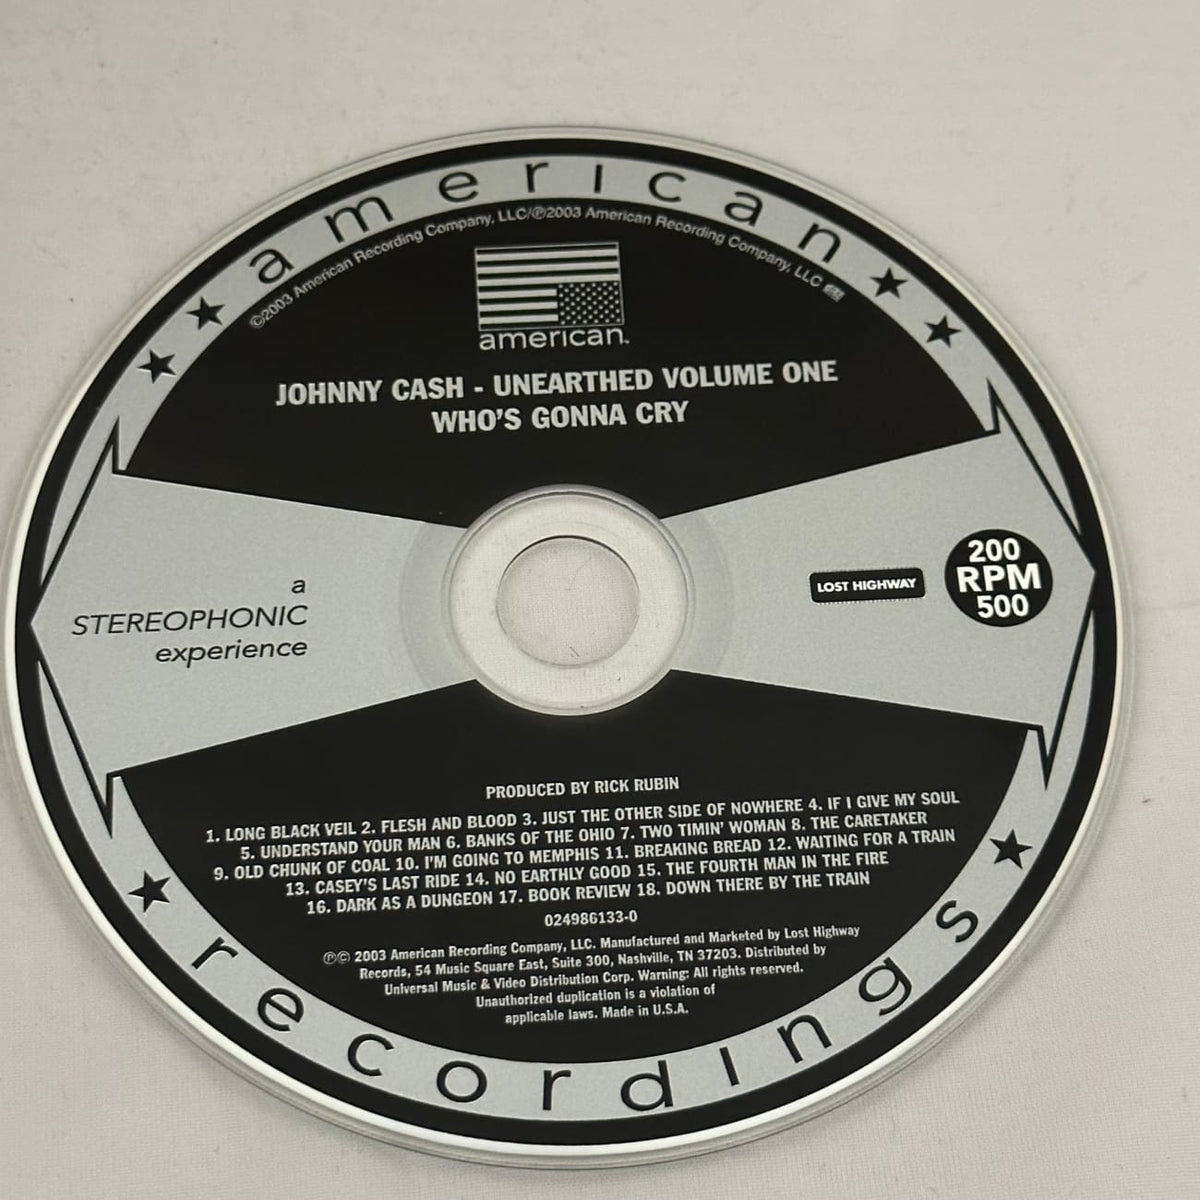 american
©2003 American Recording Company, LLC/℗2003 American Recording Company, LLC
american.
JOHNNY CASH - UNEARTHED VOLUME ONE
WHO'S GONNA CRY
a
STEREOPHONIC
experience
LOST HIGHWAY
200
RPM
500
PRODUCED BY RICK RUBIN
1. LONG BLACK VEIL 2. FLESH AND BLOOD 3. JUST THE OTHER SIDE OF NOWHERE 4. IF I GIVE MY SOUL
5. UNDERSTAND YOUR MAN 6. BANKS OF THE OHIO 7. TWO TIMIN' WOMAN 8. THE CARETAKER
9. OLD CHUNK OF COAL 10. I'M GOING TO MEMPHIS 11. BREAKING BREAD 12. WAITING FOR A TRAIN
13. CASEY'S LAST RIDE 14. NO EARTHLY GOOD 15. THE FOURTH MAN IN THE FIRE
16. DARK AS A DUNGEON 17. BOOK REVIEW 18. DOWN THERE BY THE TRAIN
024986133-0
℗© 2003 American Recording Company, LLC. Manufactured and Marketed by Lost Highway
Records, 54 Music Square East, Suite 300, Nashville, TN 37203. Distributed by
Universal Music & Video Distribution Corp. Warning: All rights reserved.
Unauthorized duplication is a violation of
applicable laws. Made in U.S.A.
recordings